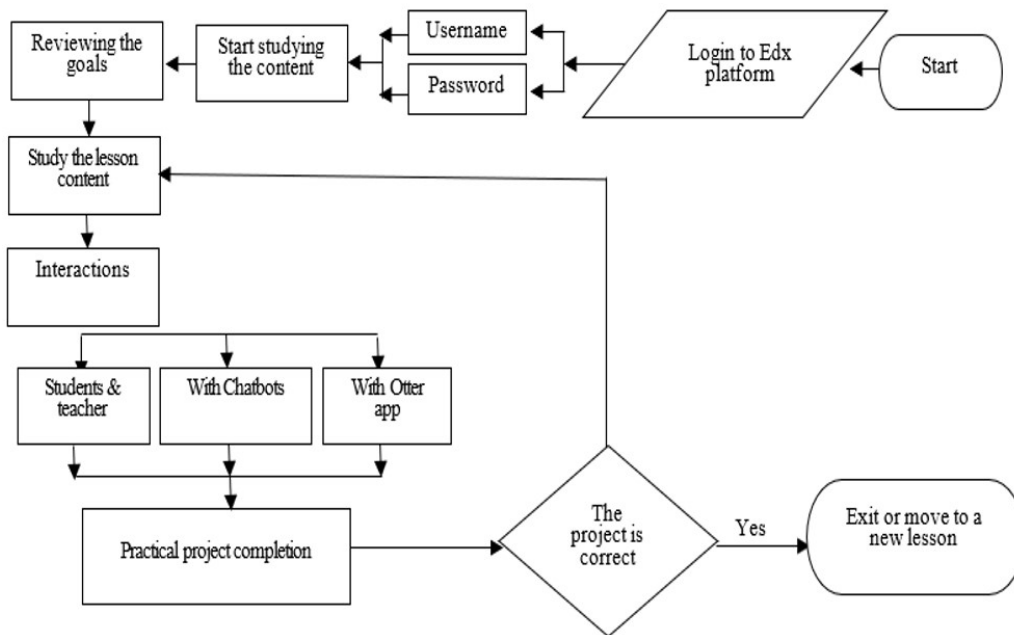 Start
Login to Edx
platform
Username
Password
Start studying
the content
Reviewing the
goals
Study the lesson
content
Interactions
Students &
teacher
With Chatbots
With Otter
app
Practical project completion
The
project is
correct
Yes
Exit or move to a
new lesson